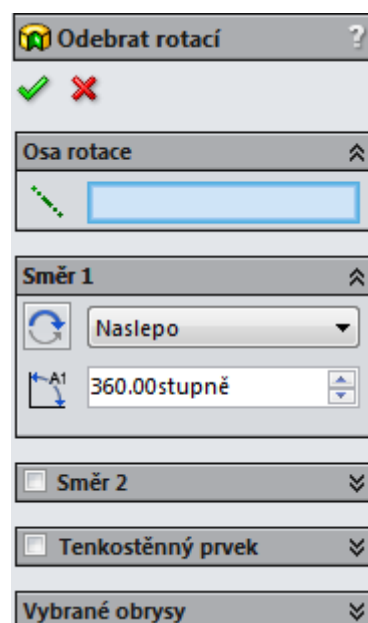 Odebrat rotací ?
Osa rotace
Směr 1
Naslepo
A1
360.00stupně
Směr 2
Tenkostěnný prvek
Vybrané obrysy